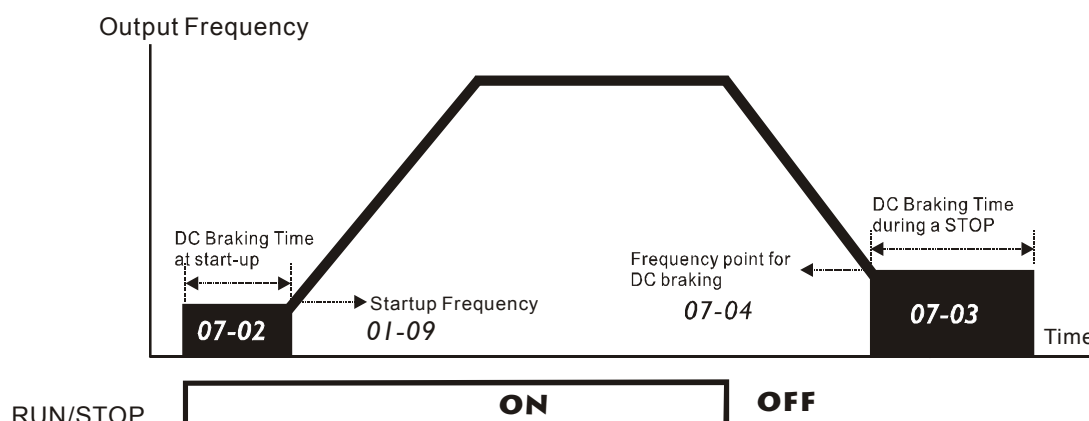 Output Frequency
DC Braking Time
at start-up
07-02
Startup Frequency
01-09
Frequency point for
DC braking
07-04
DC Braking Time
during a STOP
07-03
Time
RUN/STOP
ON
OFF